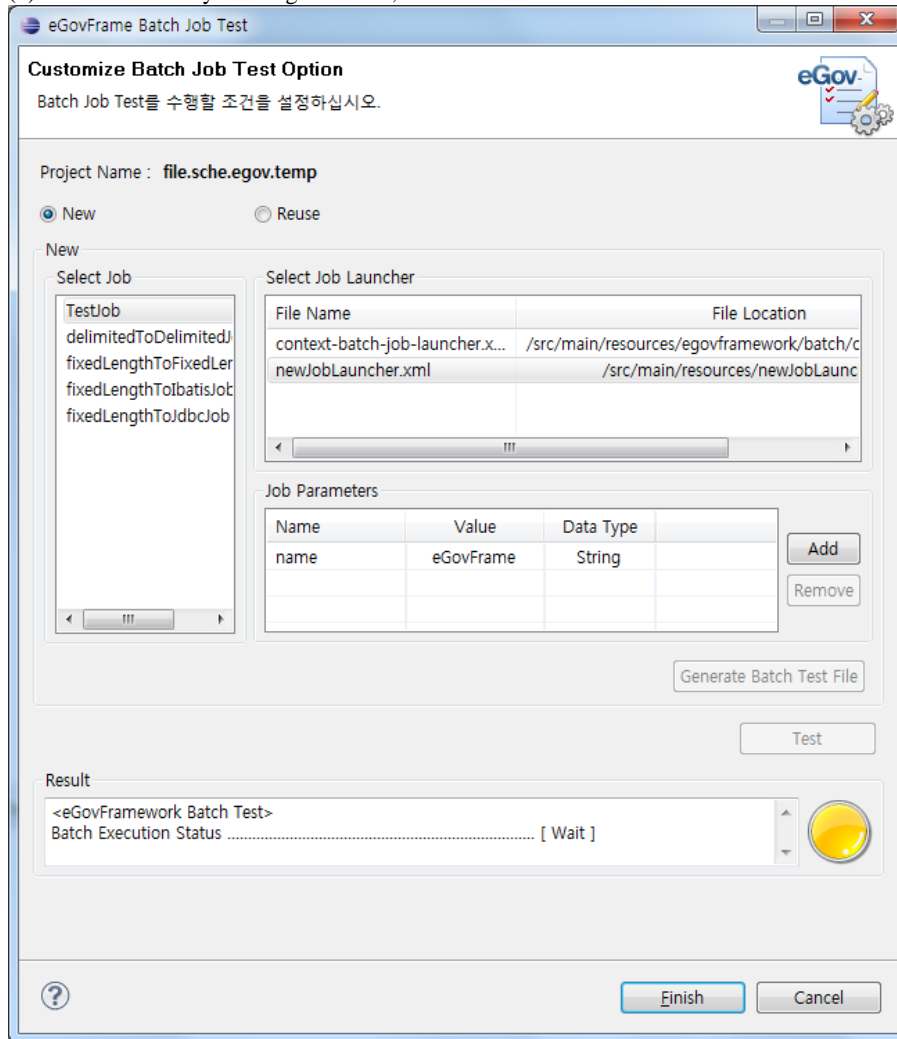 eGovFrame Batch Job Test
Customize Batch Job Test Option
Batch Job Test를 수행할 조건을 설정하십시오.
eGov
Project Name : file.sche.egov.temp
New Reuse
New
Select Job
TestJob
delimitedToDelimitedJ
fixedLengthToFixedLer
fixedLengthToIbatisJob
fixedLengthToJdbcJob
Select Job Launcher
File Name File Location
context-batch-job-launcher.x... /src/main/resources/egovframework/batch/c
newJobLauncher.xml /src/main/resources/newJobLaunc
Job Parameters
Name Value Data Type
name eGovFrame String
Add
Remove
Generate Batch Test File
Test
Result
<eGovFramework Batch Test>
Batch Execution Status ........................................................................ [ Wait ]
Finish Cancel